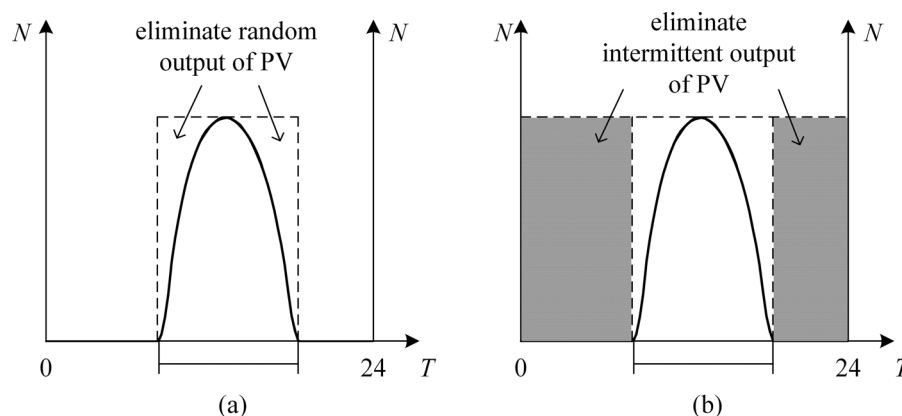 N
eliminate random
output of PV
N
0
24
T
(a)
N
eliminate
intermittent output
of PV
N
0
24
T
(b)